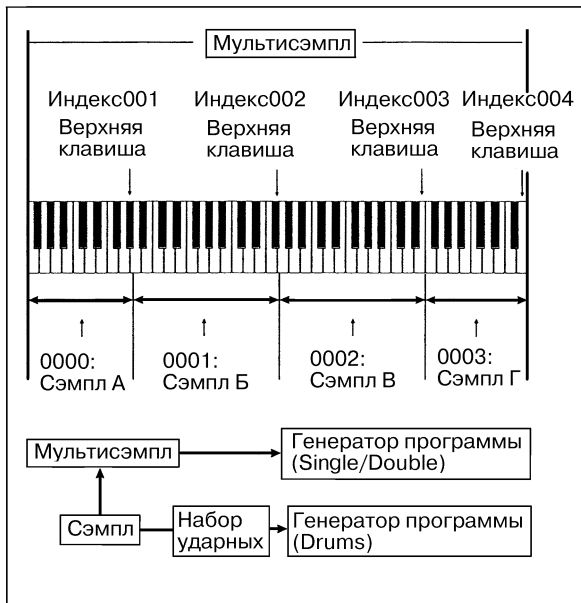 Мультисэмпл
Индекс001 Индекс002 Индекс003 Индекс004
Верхняя Верхняя Верхняя Верхняя
клавиша клавиша клавиша клавиша
0000: 0001: 0002: 0003:
Сэмпл А Сэмпл Б Сэмпл В Сэмпл Г
Мультисэмпл
Генератор программы
(Single/Double)
Сэмпл
Набор
ударных
Генератор программы
(Drums)